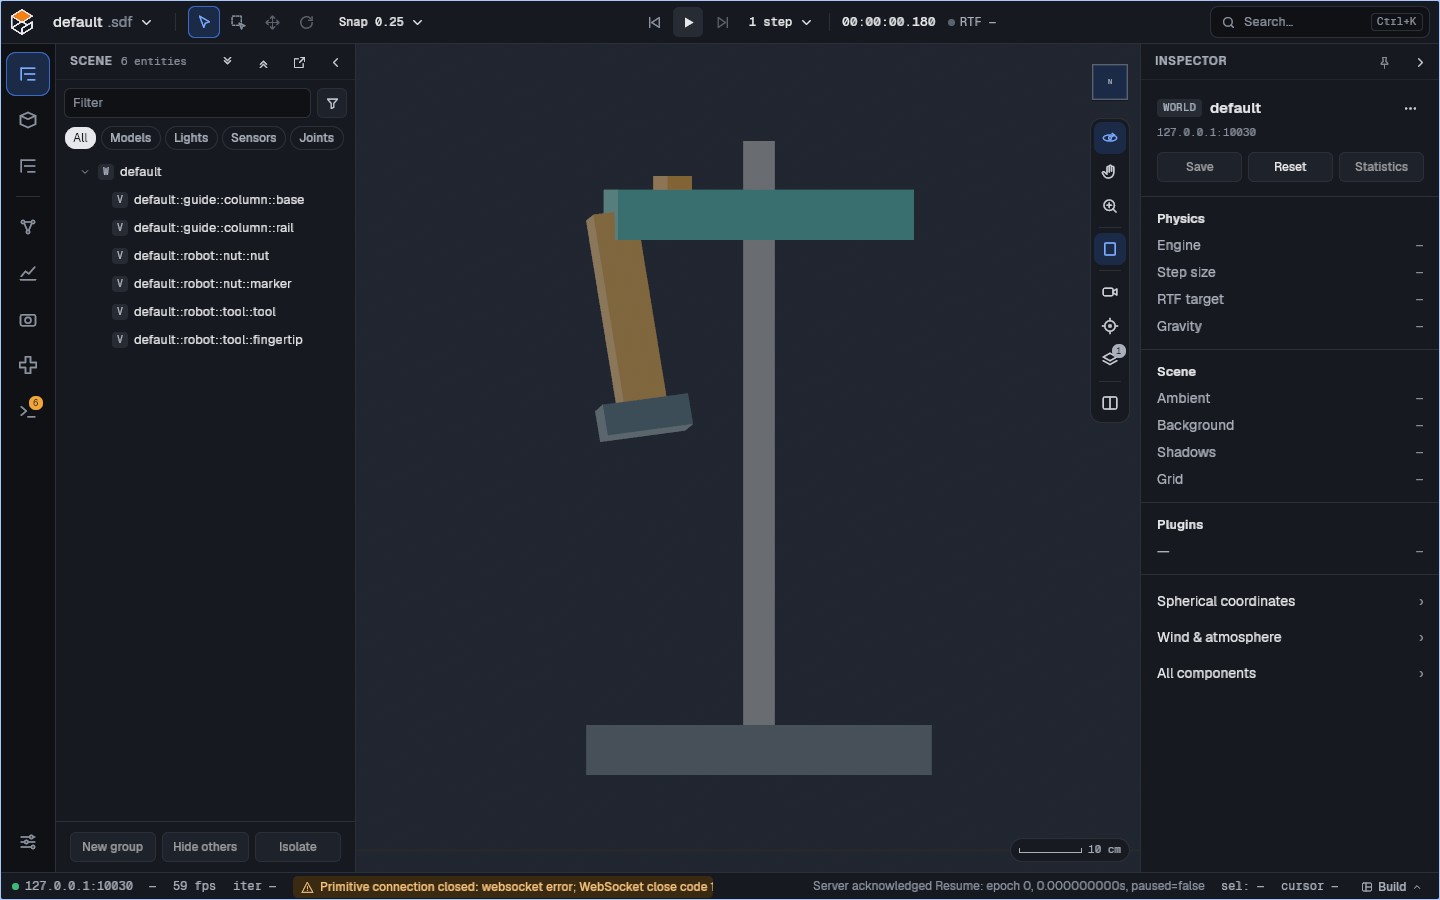 default .sdf
Snap 0.25
1 step
00:00:00.180
RTF –
Search…
Ctrl+K
SCENE 6 entities
INSPECTOR
Filter
All
Models
Lights
Sensors
Joints
W default
V default::guide::column::base
V default::guide::column::rail
V default::robot::nut::nut
V default::robot::nut::marker
V default::robot::tool::tool
V default::robot::tool::fingertip
6
New group
Hide others
Isolate
N
1
10 cm
WORLD default
127.0.0.1:10030
Save
Reset
Statistics
Physics
Engine –
Step size –
RTF target –
Gravity –
Scene
Ambient –
Background –
Shadows –
Grid –
Plugins
— –
Spherical coordinates
Wind & atmosphere
All components
127.0.0.1:10030
–
59 fps
iter –
Primitive connection closed: websocket error; WebSocket close code
Server acknowledged Resume: epoch 0, 0.000000000s, paused=false
sel: –
cursor –
Build